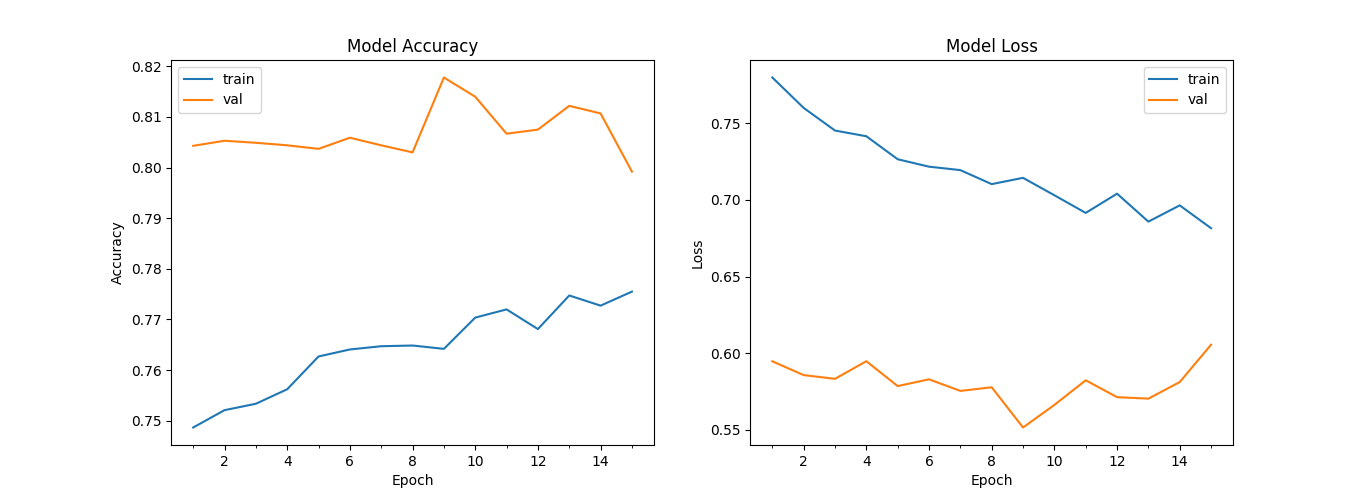 Model Accuracy
0.82
0.81
0.80
0.79
0.78
0.77
0.76
0.75
Accuracy
train
val
2 4 6 8 10 12 14
Epoch
Model Loss
0.75
0.70
0.65
0.60
0.55
Loss
train
val
2 4 6 8 10 12 14
Epoch